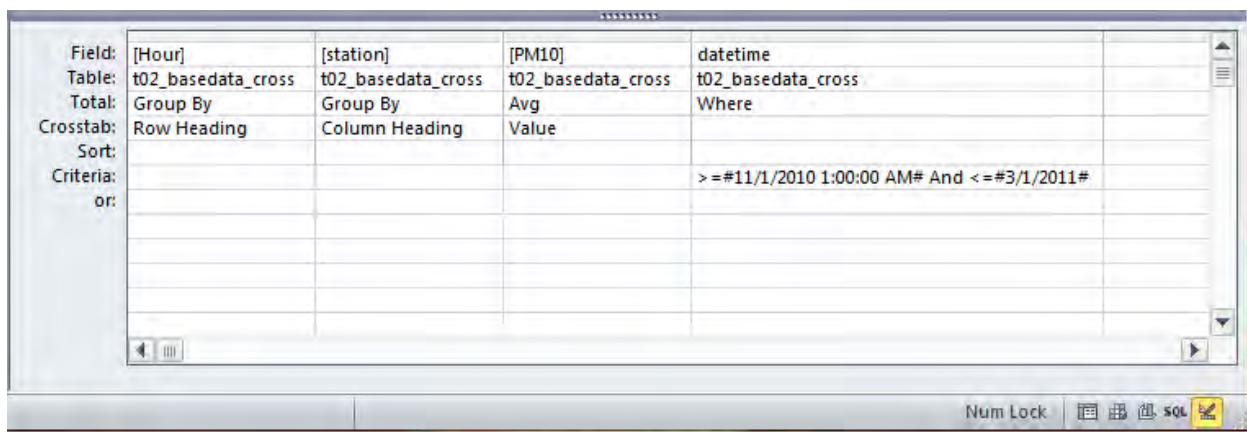 Field: [Hour] [station] [PM10] datetime
Table: t02_basedata_cross t02_basedata_cross t02_basedata_cross t02_basedata_cross
Total: Group By Group By Avg Where
Crosstab: Row Heading Column Heading Value
Sort:
Criteria: >=#11/1/2010 1:00:00 AM# And <=#3/1/2011#
or:
Num Lock SQL